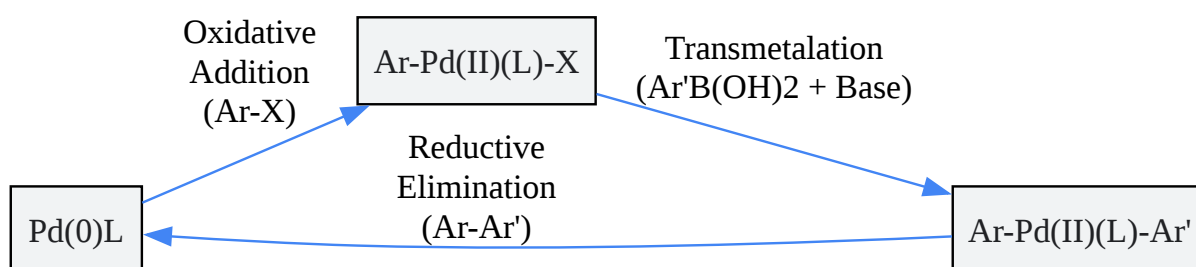 Oxidative
Addition
(Ar-X)
Ar-Pd(II)(L)-X
Transmetalation
(Ar'B(OH)2 + Base)
Reductive
Elimination
(Ar-Ar')
Pd(0)L
Ar-Pd(II)(L)-Ar'